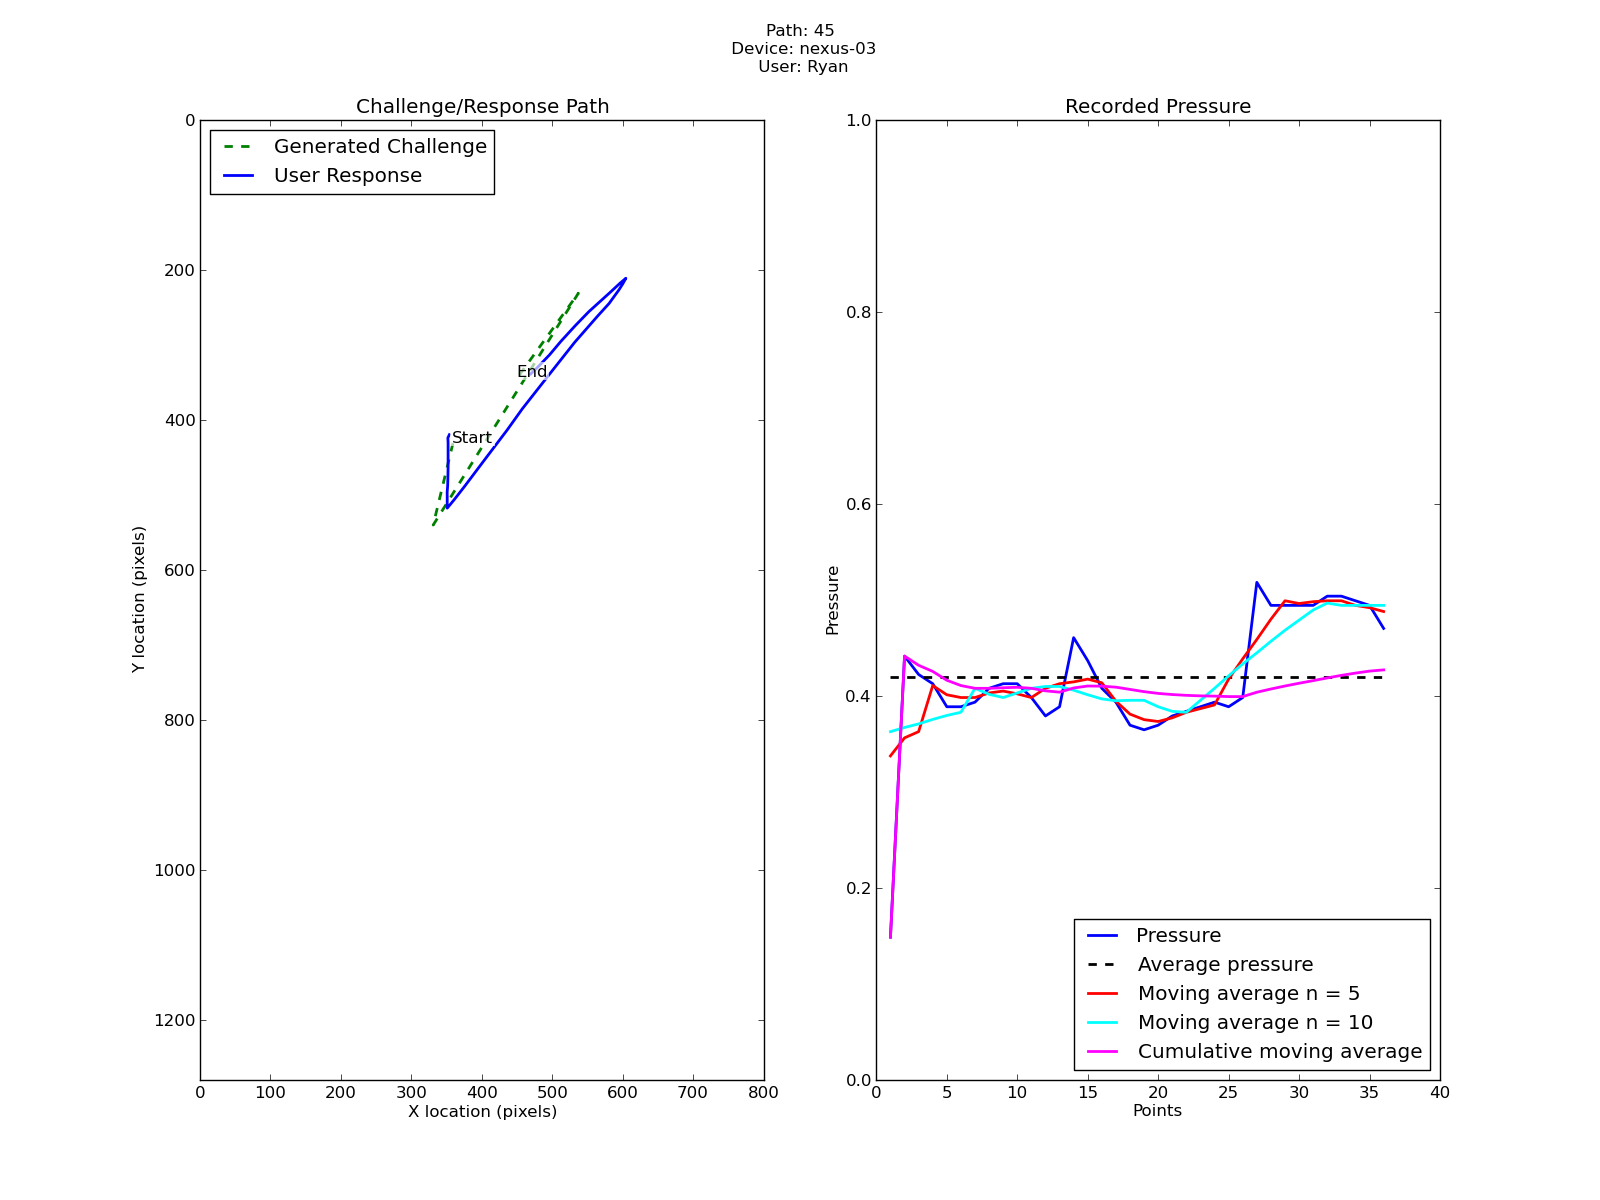 Path: 45
Device: nexus-03
User: Ryan
Challenge/Response Path
Generated Challenge
User Response
0
200
400
600
800
1000
1200
Y location (pixels)
End
Start
0 100 200 300 400 500 600 700 800
X location (pixels)
Recorded Pressure
1.0
0.8
0.6
0.4
0.2
0.0
Pressure
Pressure
Average pressure
Moving average n = 5
Moving average n = 10
Cumulative moving average
0 5 10 15 20 25 30 35 40
Points